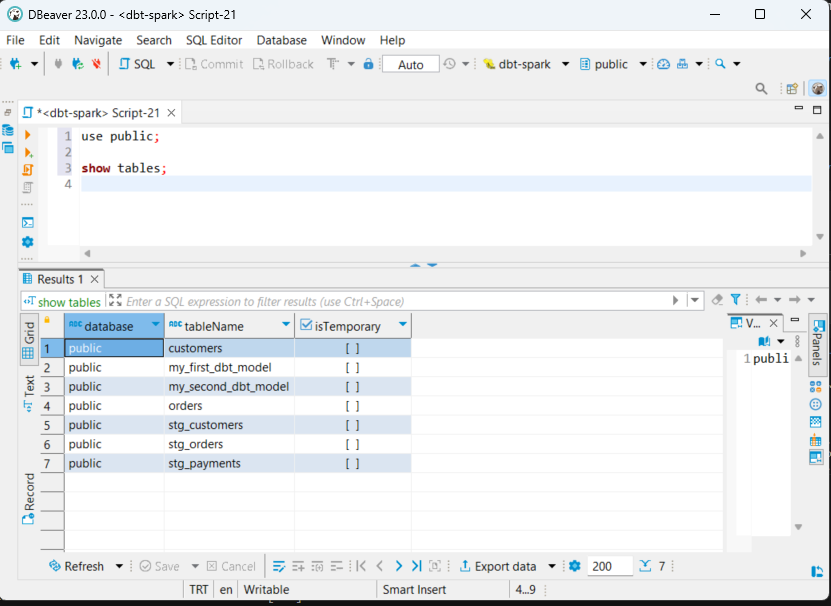 DBeaver 23.0.0 - <dbt-spark> Script-21
File Edit Navigate Search SQL Editor Database Window Help
SQL Commit Rollback Auto dbt-spark public
*<dbt-spark> Script-21
1 use public;
2
3 show tables;
4
Results 1
show tables Enter a SQL expression to filter results (use Ctrl+Space)
Grid
Text
Record
ABC database ABC tableName isTemporary
1 public customers [ ]
2 public my_first_dbt_model [ ]
3 public my_second_dbt_model [ ]
4 public orders [ ]
5 public stg_customers [ ]
6 public stg_orders [ ]
7 public stg_payments [ ]
V...
1 publi
Panels
Refresh Save Cancel Export data 200 7
TRT en Writable Smart Insert 4...9